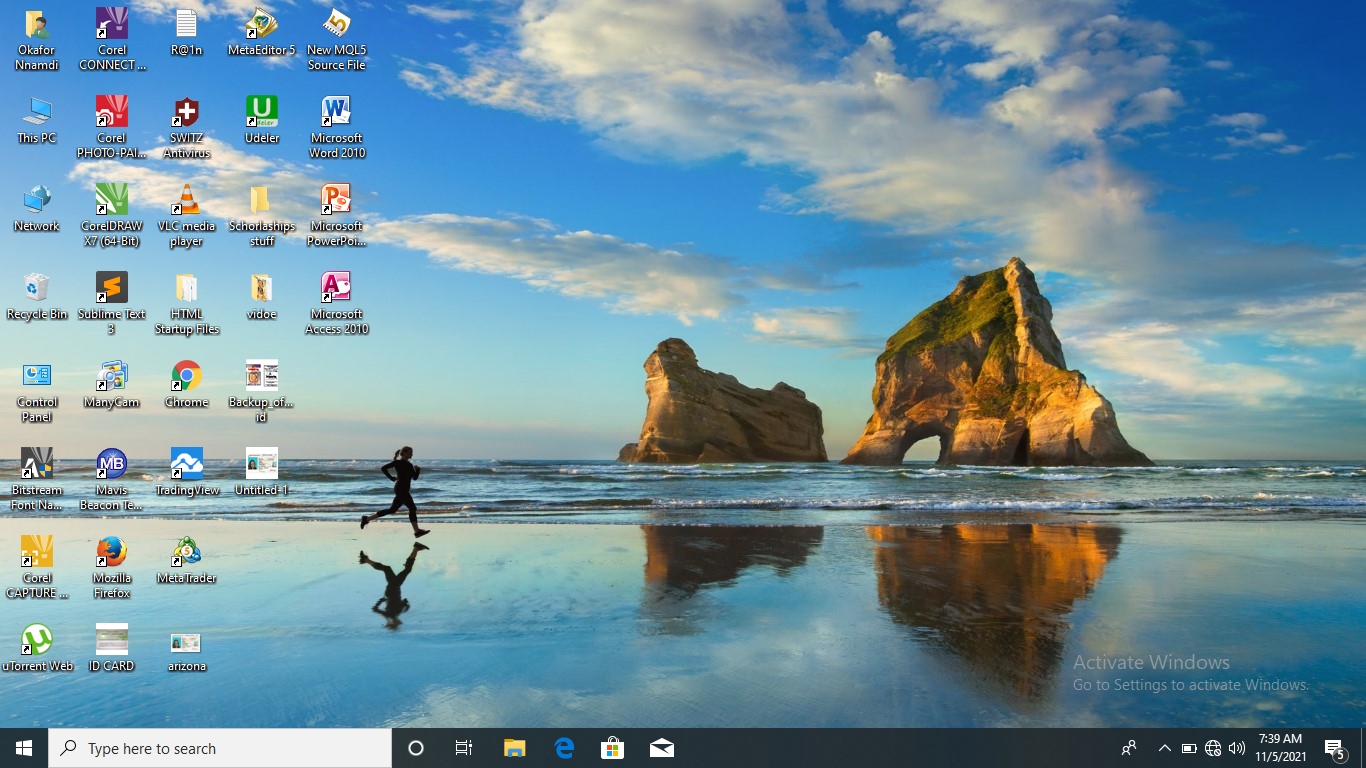 Okafor
Nnamdi
Corel
CONNECT ...
R@1n
MetaEditor 5
New MQL5
Source File
This PC
Corel
PHOTO-PAI...
SWITZ
Antivirus
Udeler
Microsoft
Word 2010
Network
CorelDRAW
X7 (64-Bit)
VLC media
player
Schorlaships
stuff
Microsoft
PowerPoi...
Recycle Bin
Sublime Text
3
HTML
Startup Files
vidoe
Microsoft
Access 2010
Control
Panel
ManyCam
Chrome
Backup_of...
id
Bitstream
Font Na...
Mavis
Beacon Te...
TradingView
Untitled-1
Corel
CAPTURE ...
Mozilla
Firefox
MetaTrader
uTorrent Web
ID CARD
arizona
Activate Windows
Go to Settings to activate Windows.
Type here to search
7:39 AM
11/5/2021
5